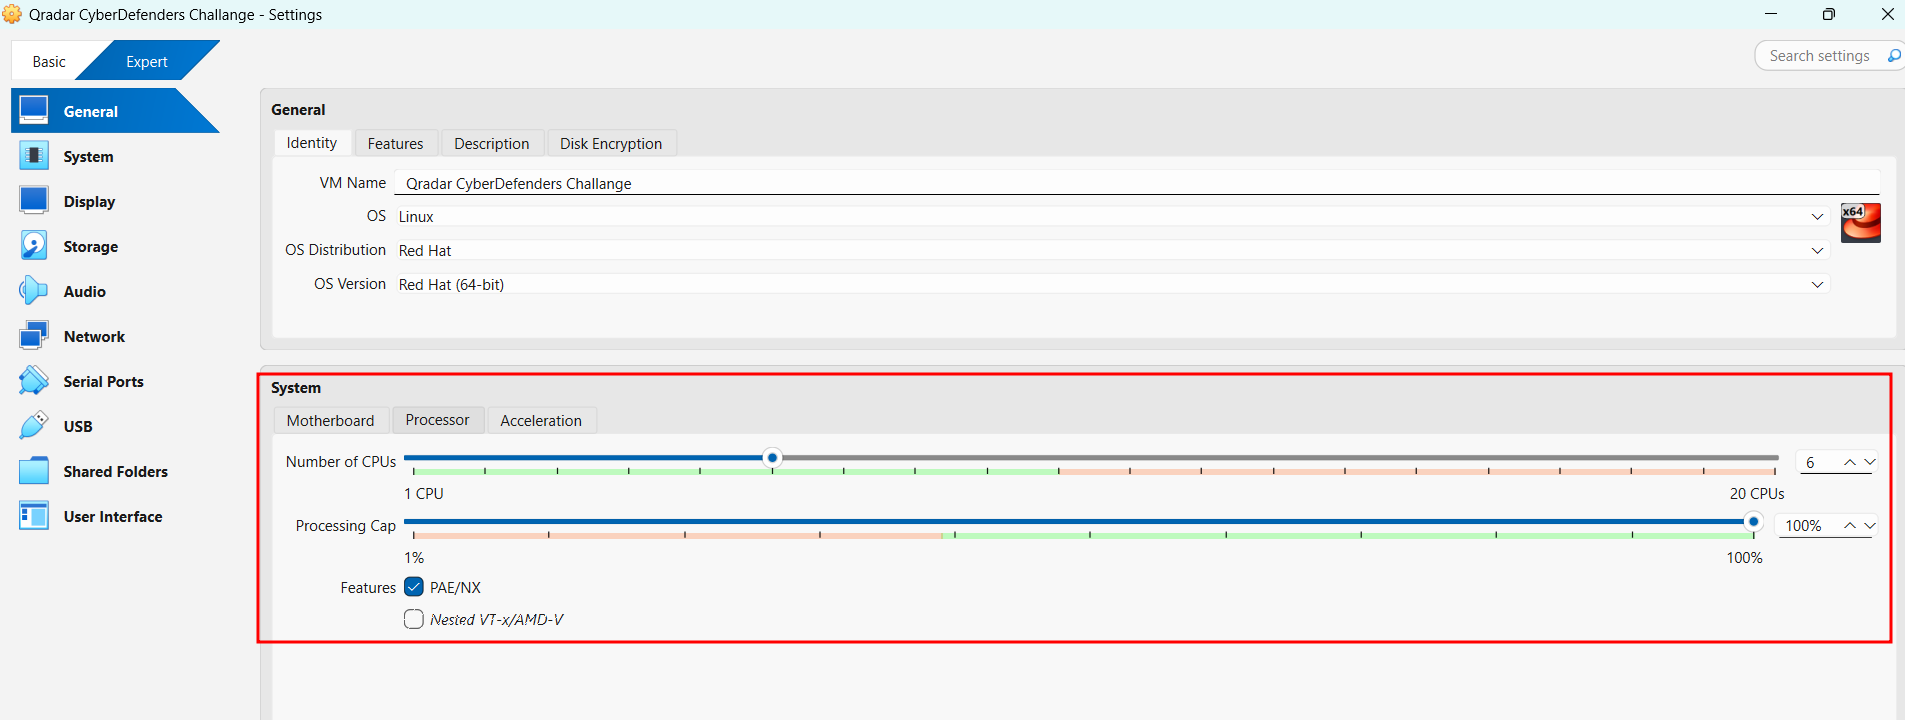 Qradar CyberDefenders Challange - Settings
Basic
Expert
Search settings
General
System
Display
Storage
Audio
Network
Serial Ports
USB
Shared Folders
User Interface
General
Identity
Features
Description
Disk Encryption
VM Name
Qradar CyberDefenders Challange
OS
Linux
x64
OS Distribution
Red Hat
OS Version
Red Hat (64-bit)
System
Motherboard
Processor
Acceleration
Number of CPUs
6
1 CPU
20 CPUs
Processing Cap
100%
1%
100%
Features
PAE/NX
Nested VT-x/AMD-V